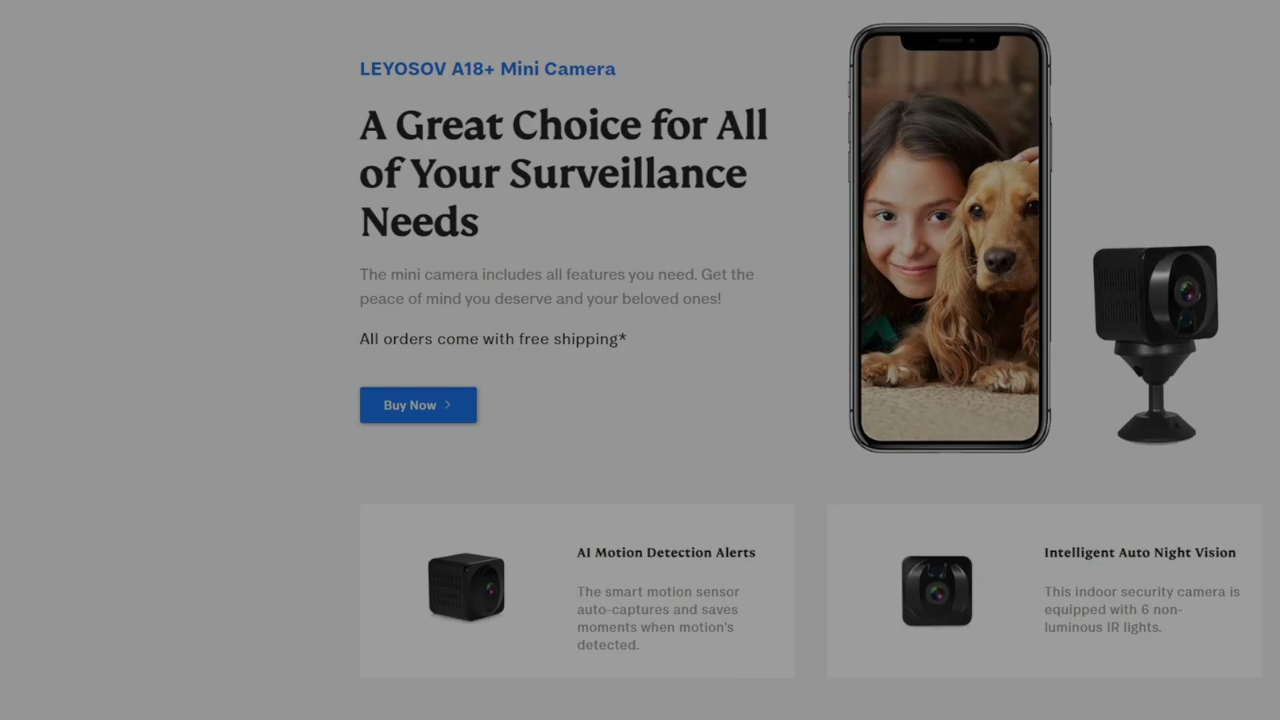 LEYOSOV A18+ Mini Camera
A Great Choice for All
of Your Surveillance
Needs
The mini camera includes all features you need. Get the
peace of mind you deserve and your beloved ones!
All orders come with free shipping*
Buy Now
AI Motion Detection Alerts
The smart motion sensor
auto-captures and saves
moments when motion's
detected.
Intelligent Auto Night Vision
This indoor security camera is
equipped with 6 non-
luminous IR lights.